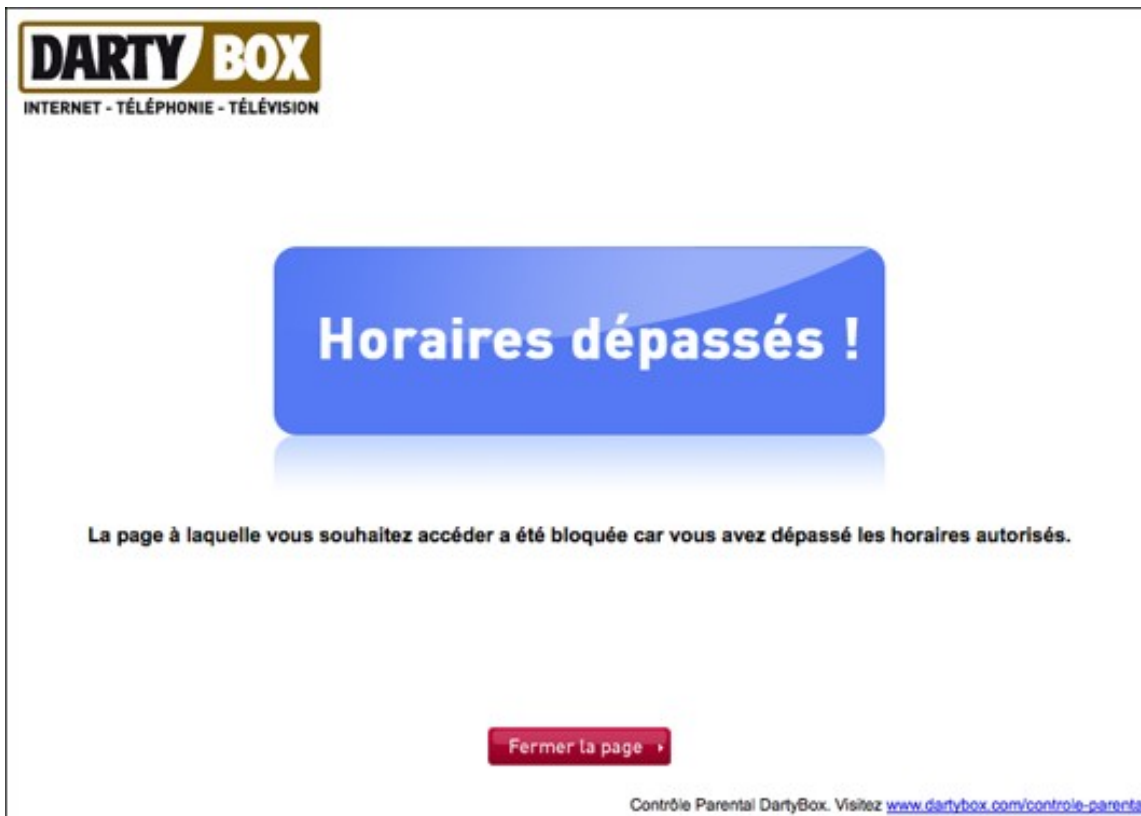 DARTY BOX
INTERNET - TÉLÉPHONIE - TÉLÉVISION
Horaires dépassés !
La page à laquelle vous souhaitez accéder a été bloquée car vous avez dépassé les horaires autorisés.
Fermer la page
Contrôle Parental DartyBox. Visitez www.dartybox.com/controle-parenta